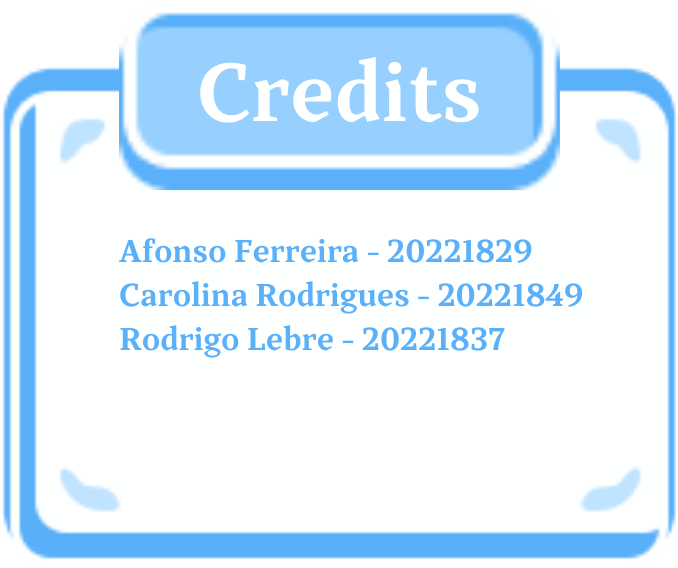 Credits
Afonso Ferreira - 20221829
Carolina Rodrigues - 20221849
Rodrigo Lebre - 20221837